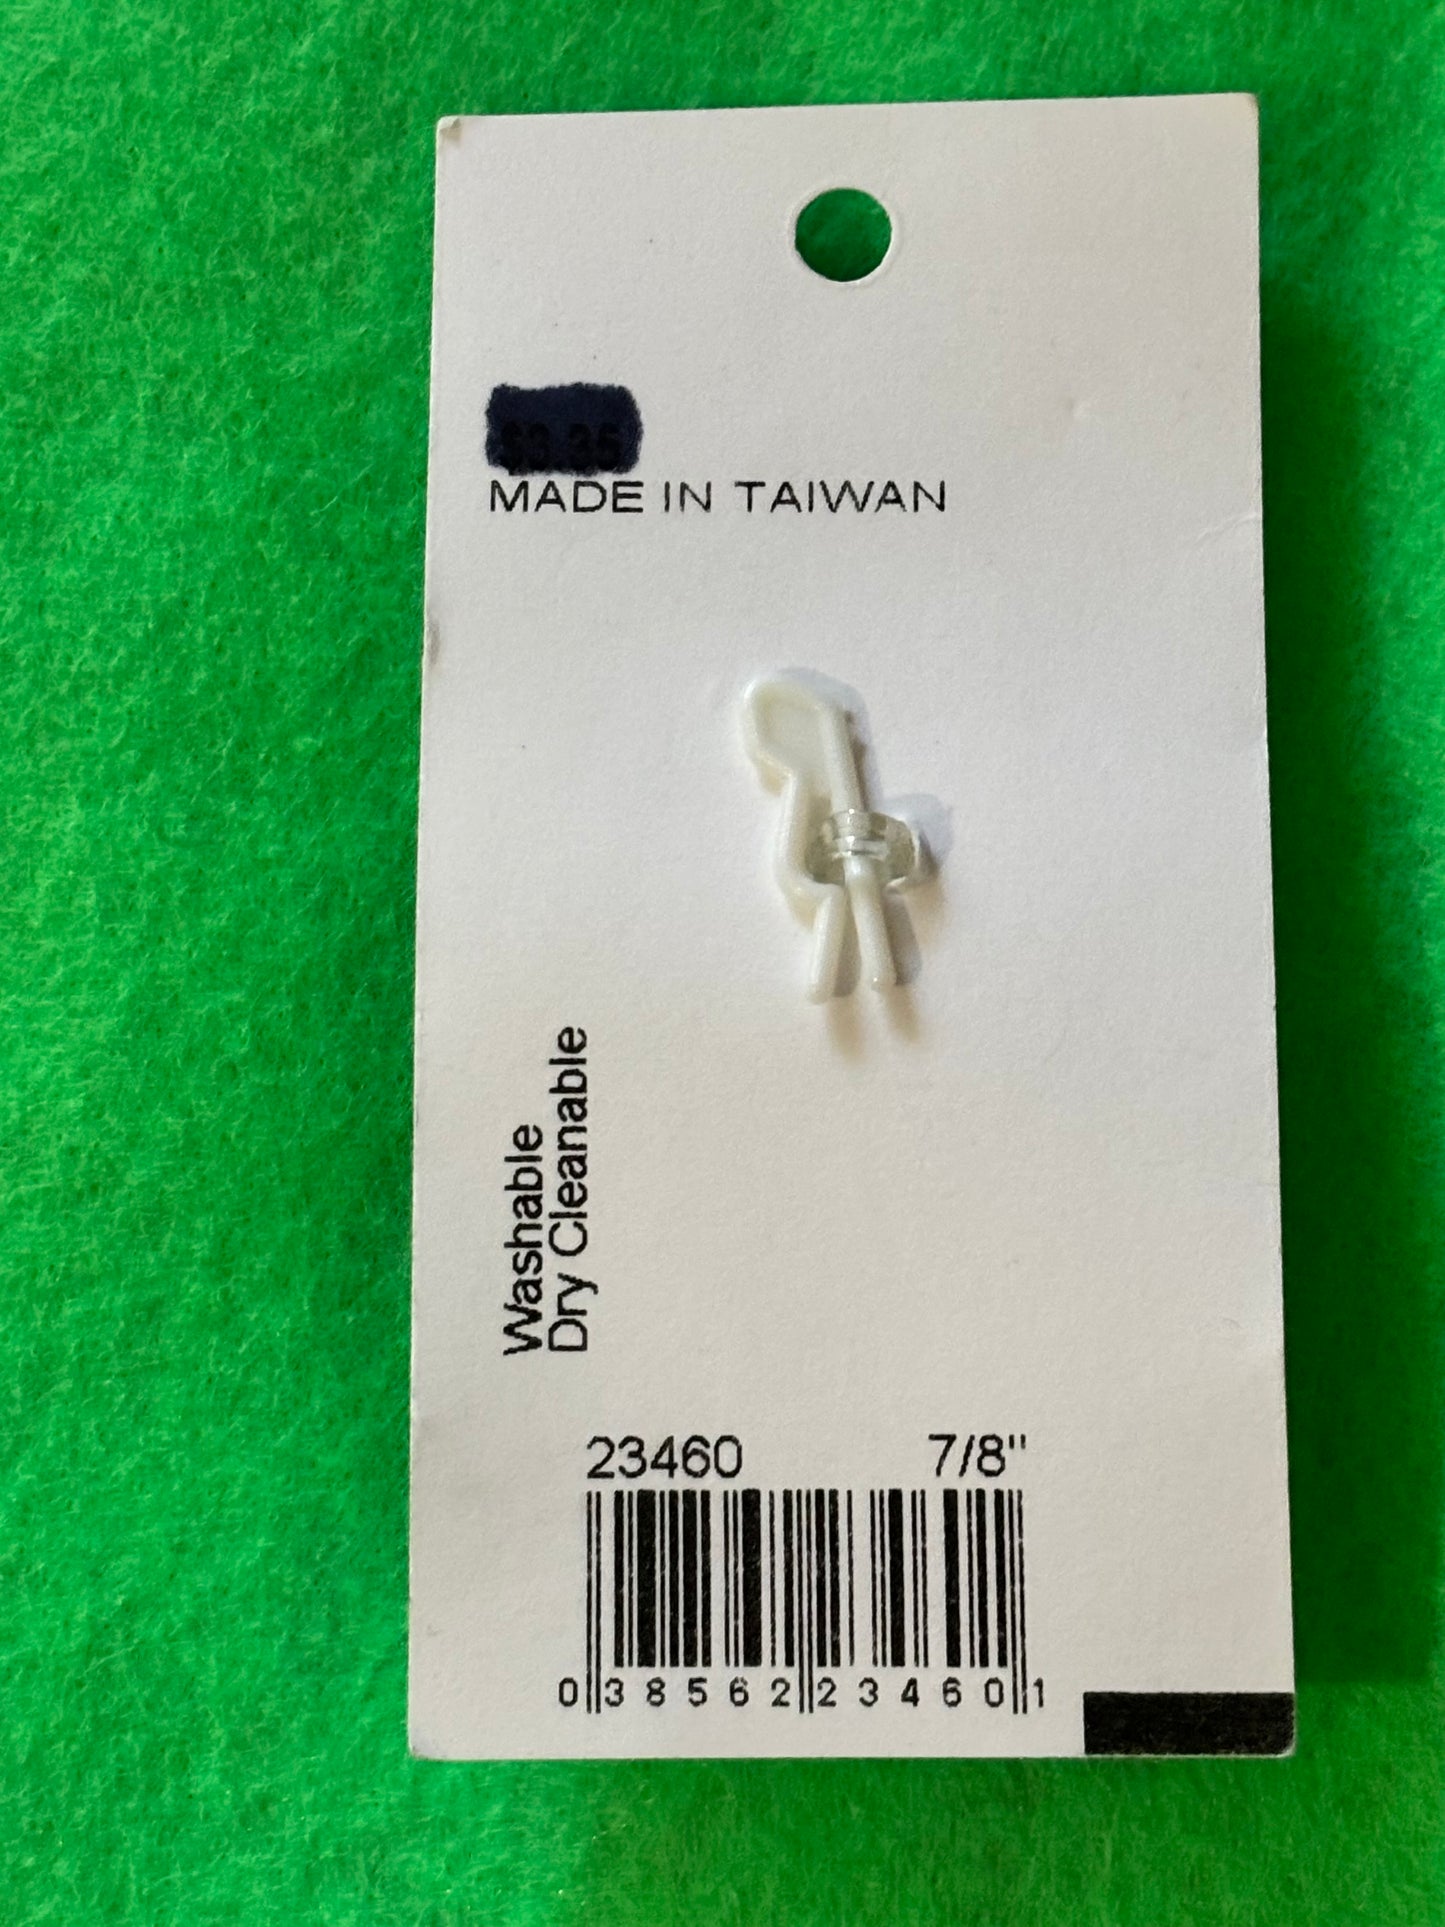 MADE IN TAIWAN
Washable
Dry Cleanable
23460 7/8"
0 38562 23460 1